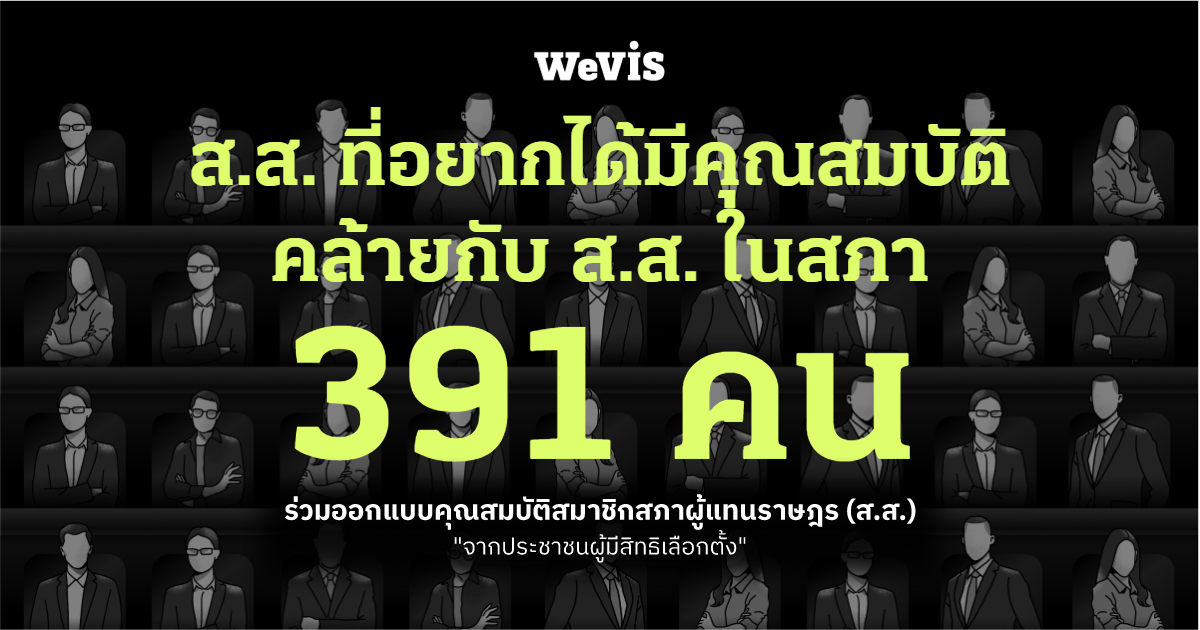 WeVIS
ส.ส. ที่อยากได้มีคุณสมบัติ
คล้ายกับ ส.ส. ในสภา
391 คน
ร่วมออกแบบคุณสมบัติสมาชิกสภาผู้แทนราษฎร (ส.ส.)
"จากประชาชนผู้มีสิทธิเลือกตั้ง"